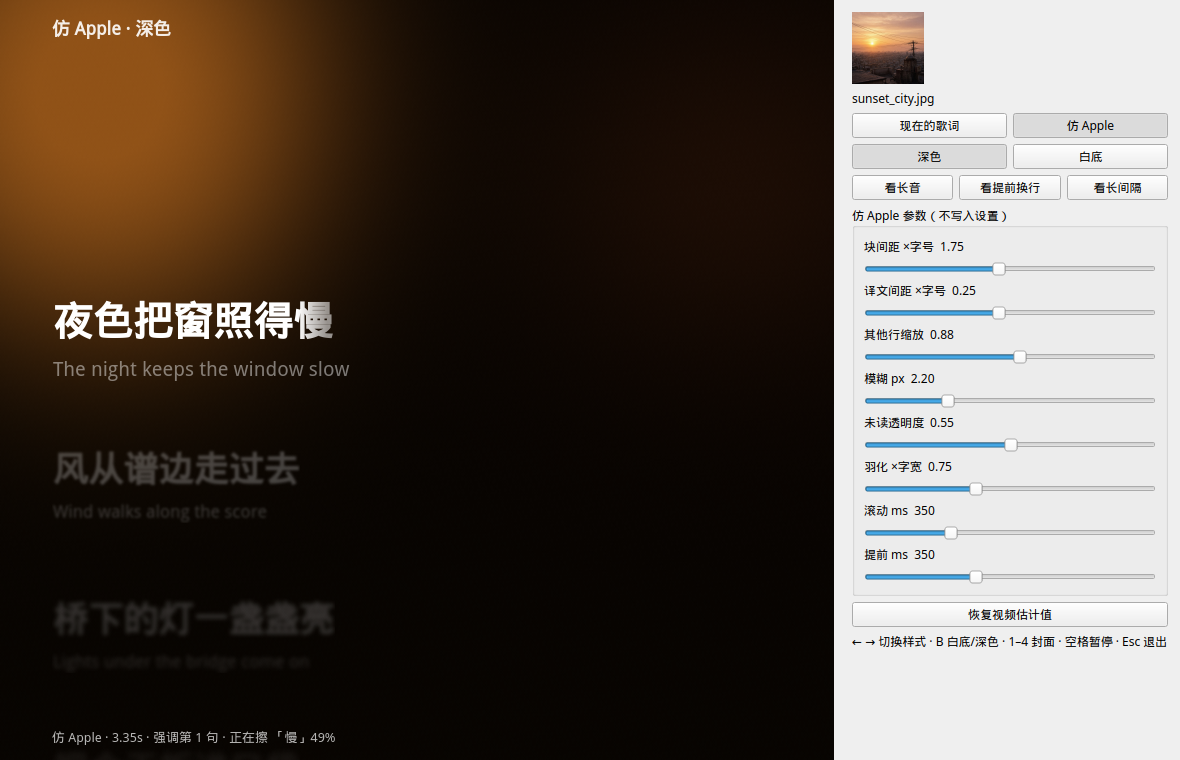 仿 Apple · 深色
夜色把窗照得慢
The night keeps the window slow
风从谱边走过去
Wind walks along the score
桥下的灯一盏盏亮
Lights under the bridge come on
仿 Apple · 3.35s · 强调第 1 句 · 正在擦「慢」49%
sunset_city.jpg
现在的歌词 仿 Apple
深色 白底
看长音 看提前换行 看长间隔
仿 Apple 参数（不写入设置）
块间距 ×字号 1.75
译文间距 ×字号 0.25
其他行缩放 0.88
模糊 px 2.20
未读透明度 0.55
羽化 ×字宽 0.75
滚动 ms 350
提前 ms 350
恢复视频估计值
← → 切换样式 · B 白底/深色 · 1–4 封面 · 空格暂停 · Esc 退出